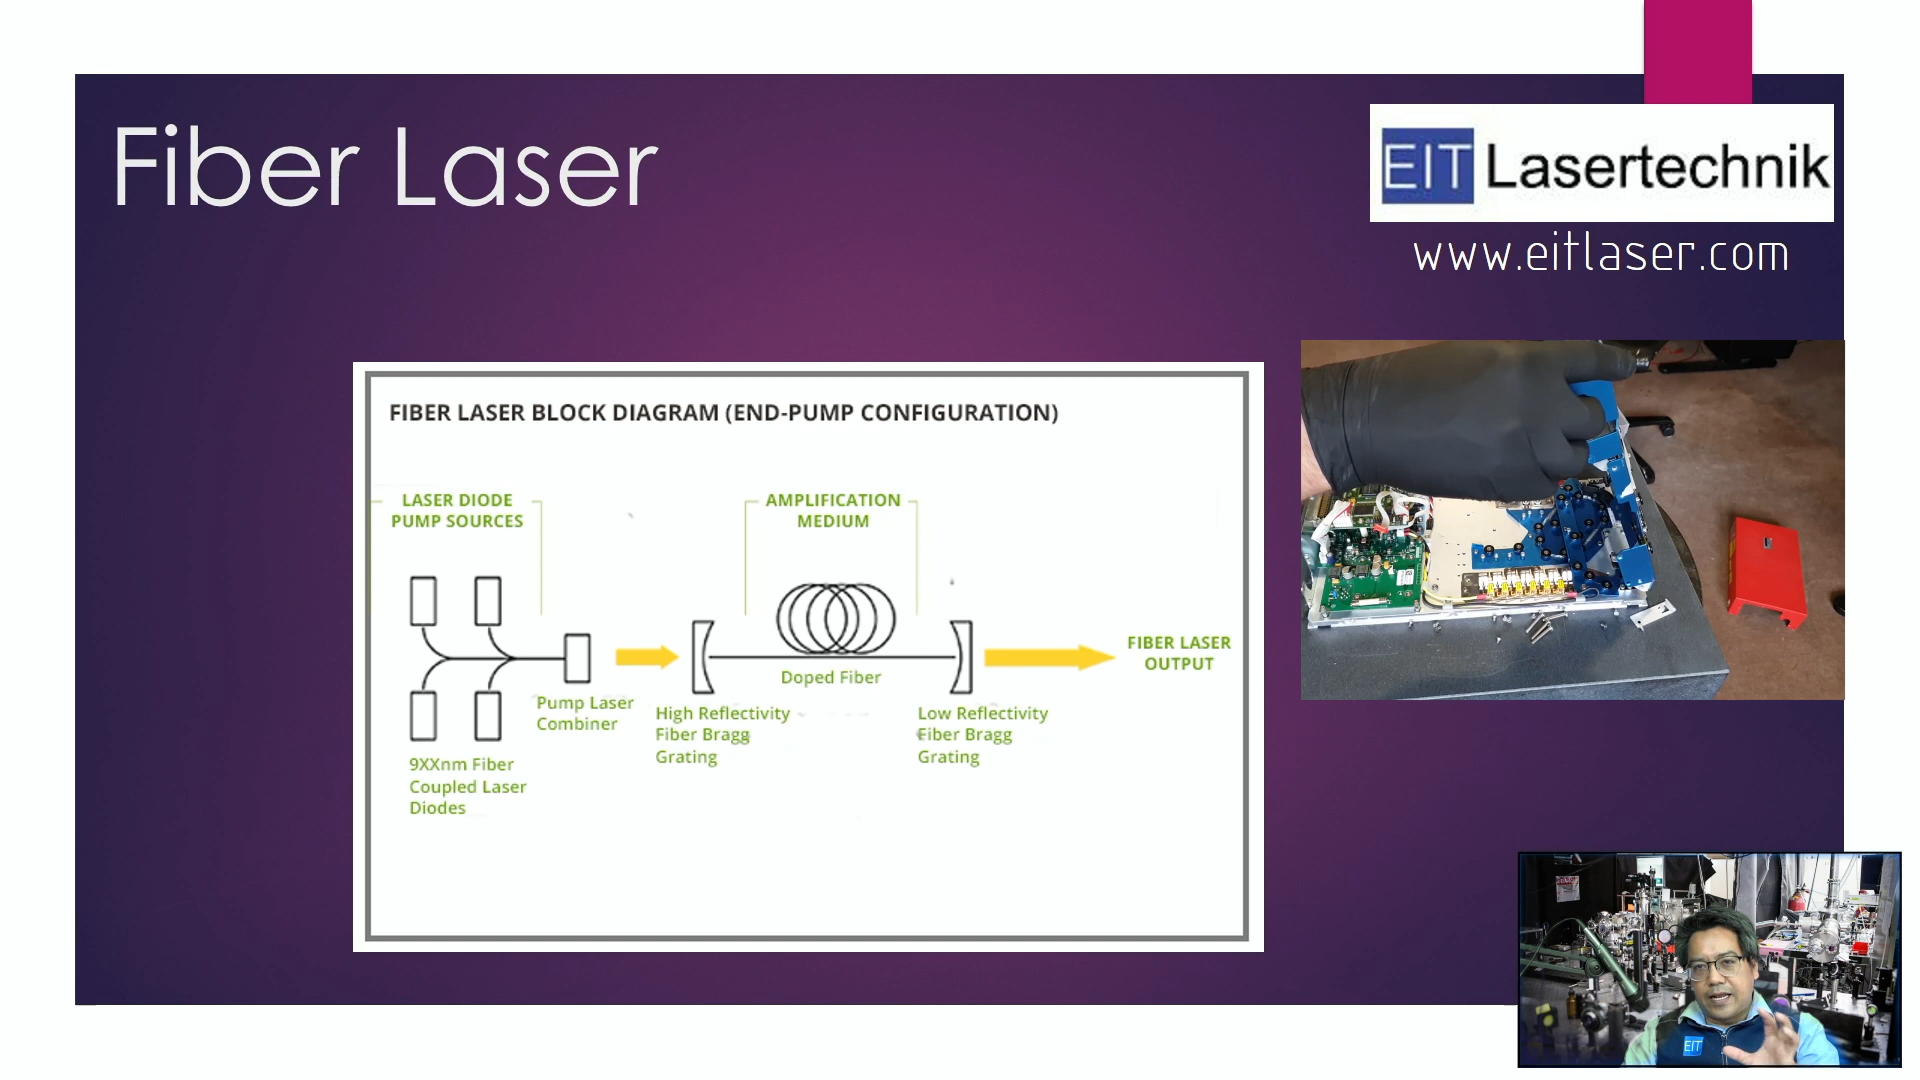 Fiber Laser
EIT Lasertechnik
www.eitlaser.com
FIBER LASER BLOCK DIAGRAM (END-PUMP CONFIGURATION)
LASER DIODE
PUMP SOURCES
AMPLIFICATION
MEDIUM
Doped Fiber
FIBER LASER
OUTPUT
Pump Laser
Combiner
High Reflectivity
Fiber Bragg
Grating
Low Reflectivity
Fiber Bragg
Grating
9XXnm Fiber
Coupled Laser
Diodes
EIT